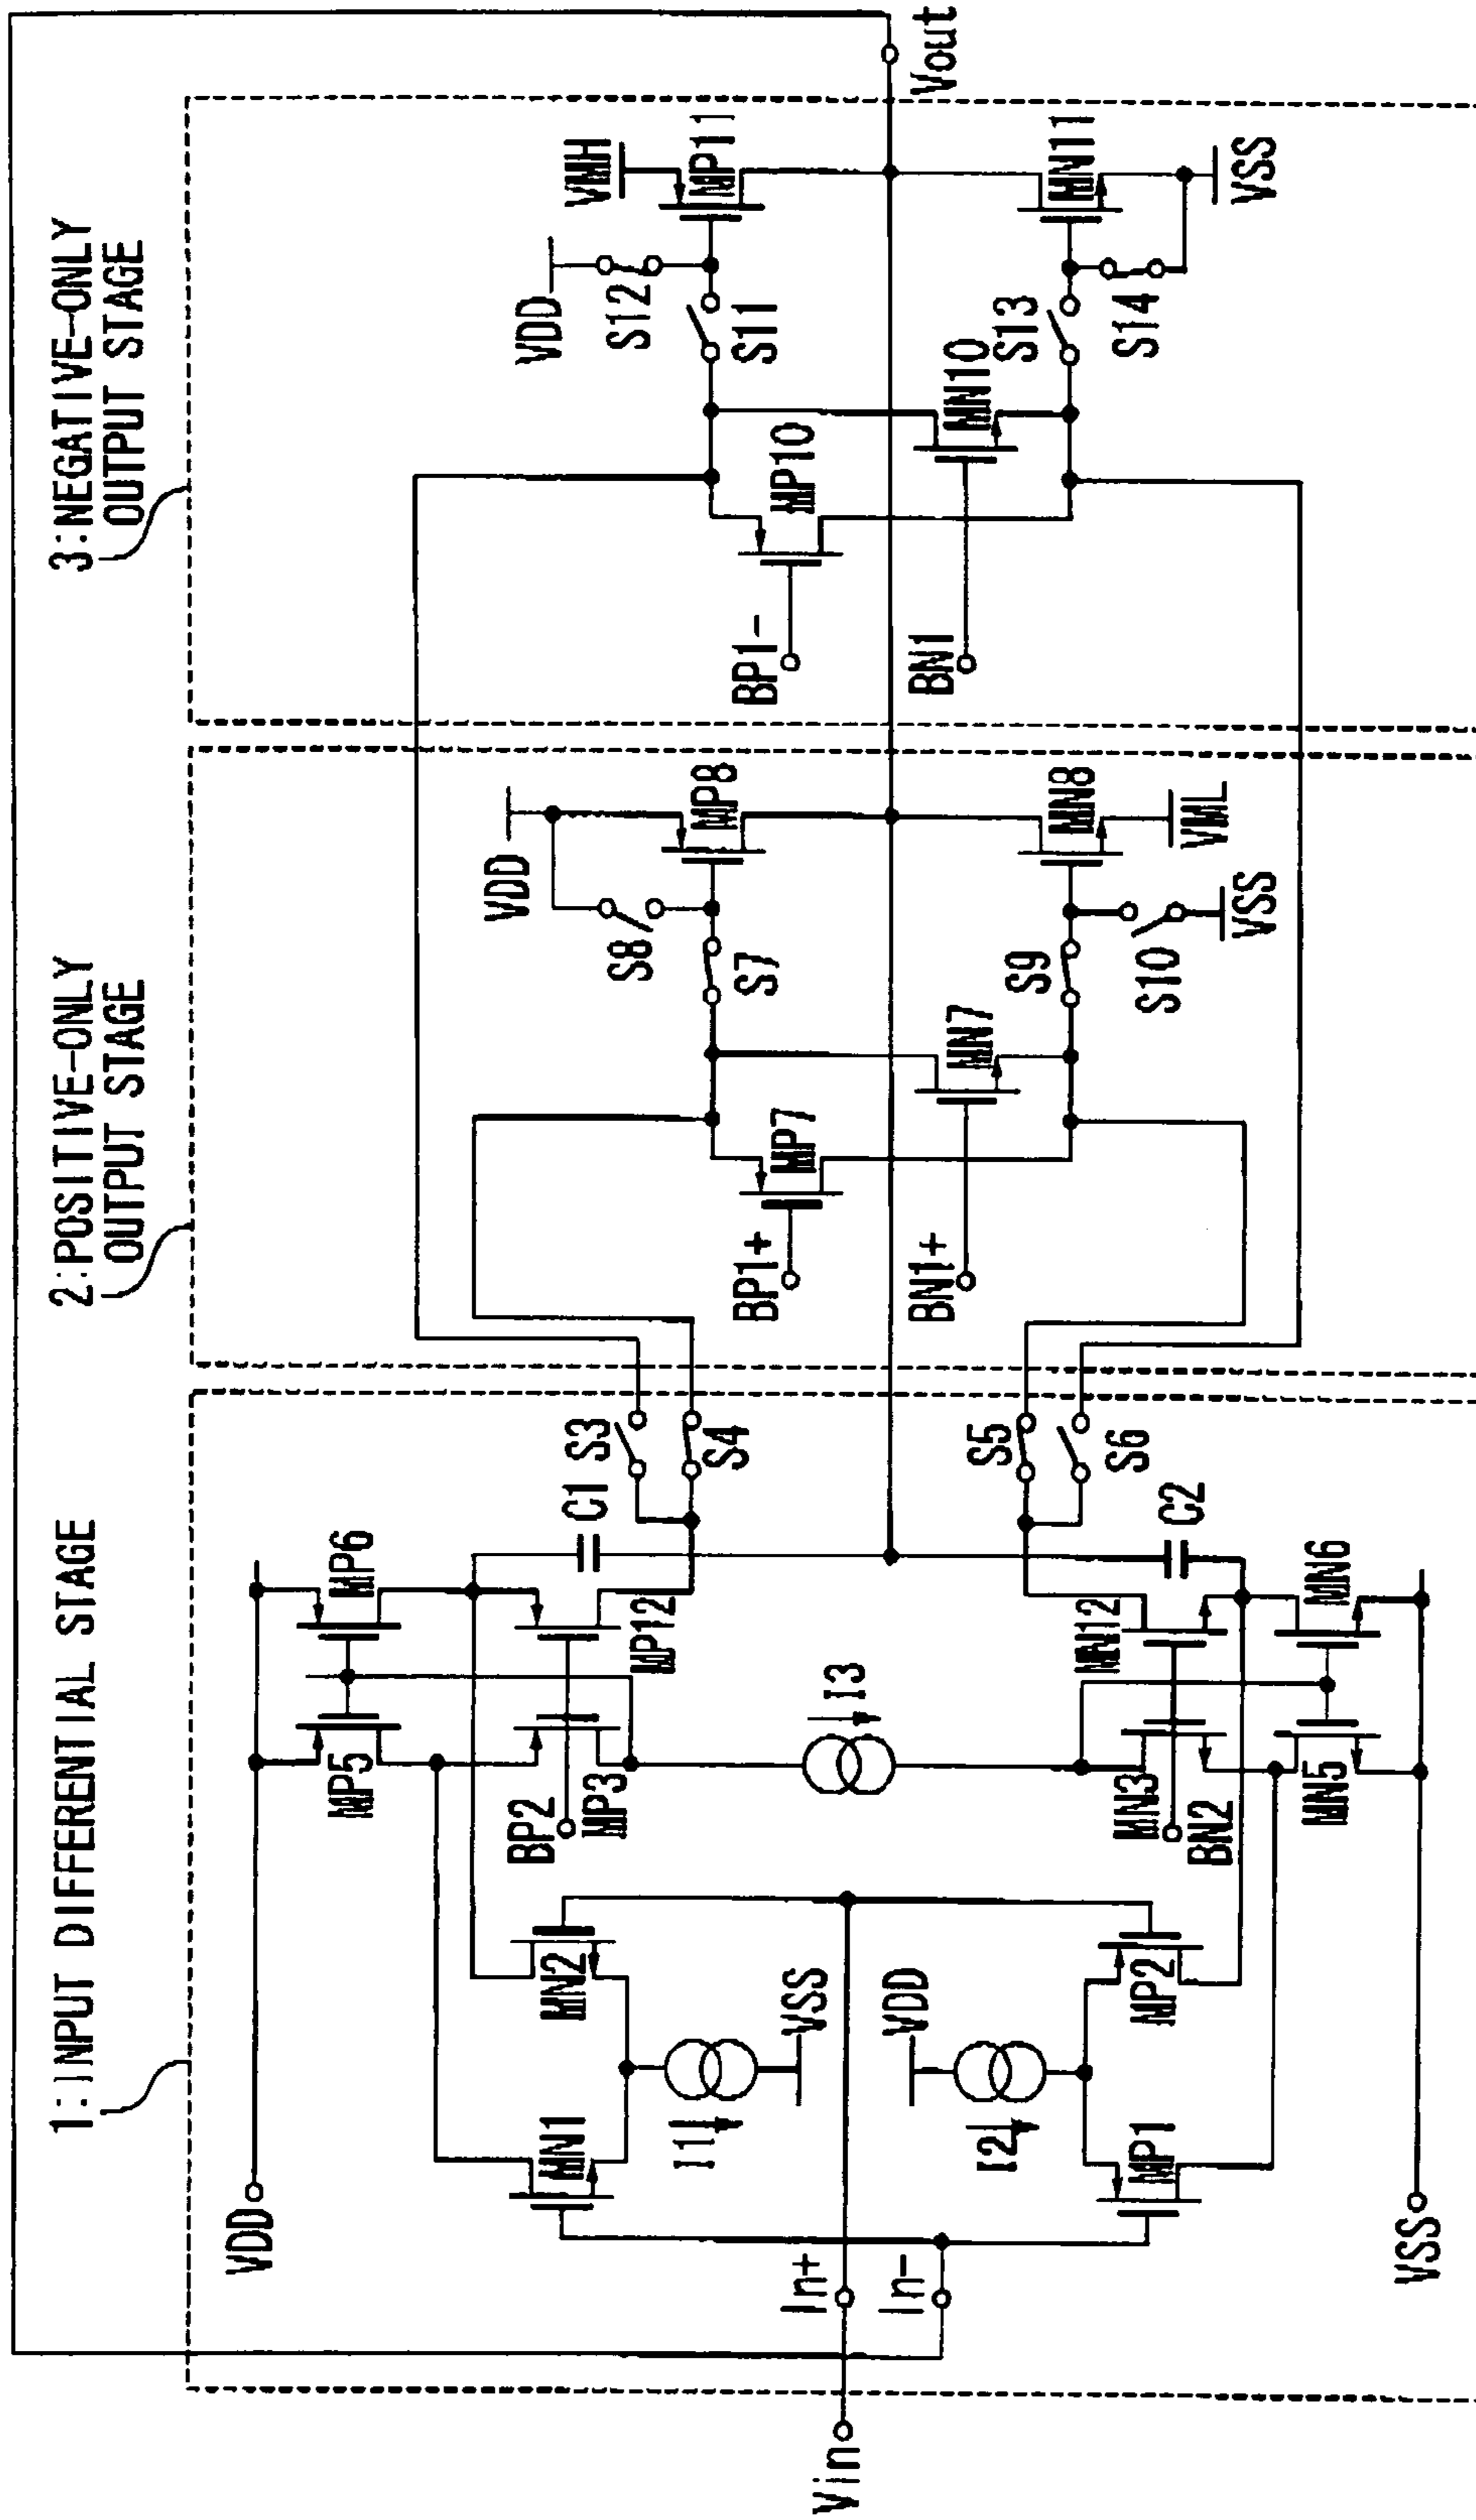 1:INPUT DIFFERENTIAL STAGE
2:POSITIVE-ONLY
OUTPUT STAGE
3:NEGATIVE-ONLY
OUTPUT STAGE
VDD
MP5
MP6
BP2
MP3
MP12
C1
S3
S4
MN1
MN2
I1
VSS
VDD
I2
MP1
MP2
I3
MN3
BN2
MN12
MN5
MN6
C2
S5
S6
VSS
Vin
In+
In-
VDD
S8
MP8
S7
MP7
BP1+
BN1+
MN7
S9
S10
MN8
VML
VSS
VDD
S12
VMH
MP11
S11
MP10
BP1-
BN1
MN10
S13
S14
MN11
VSS
Vout